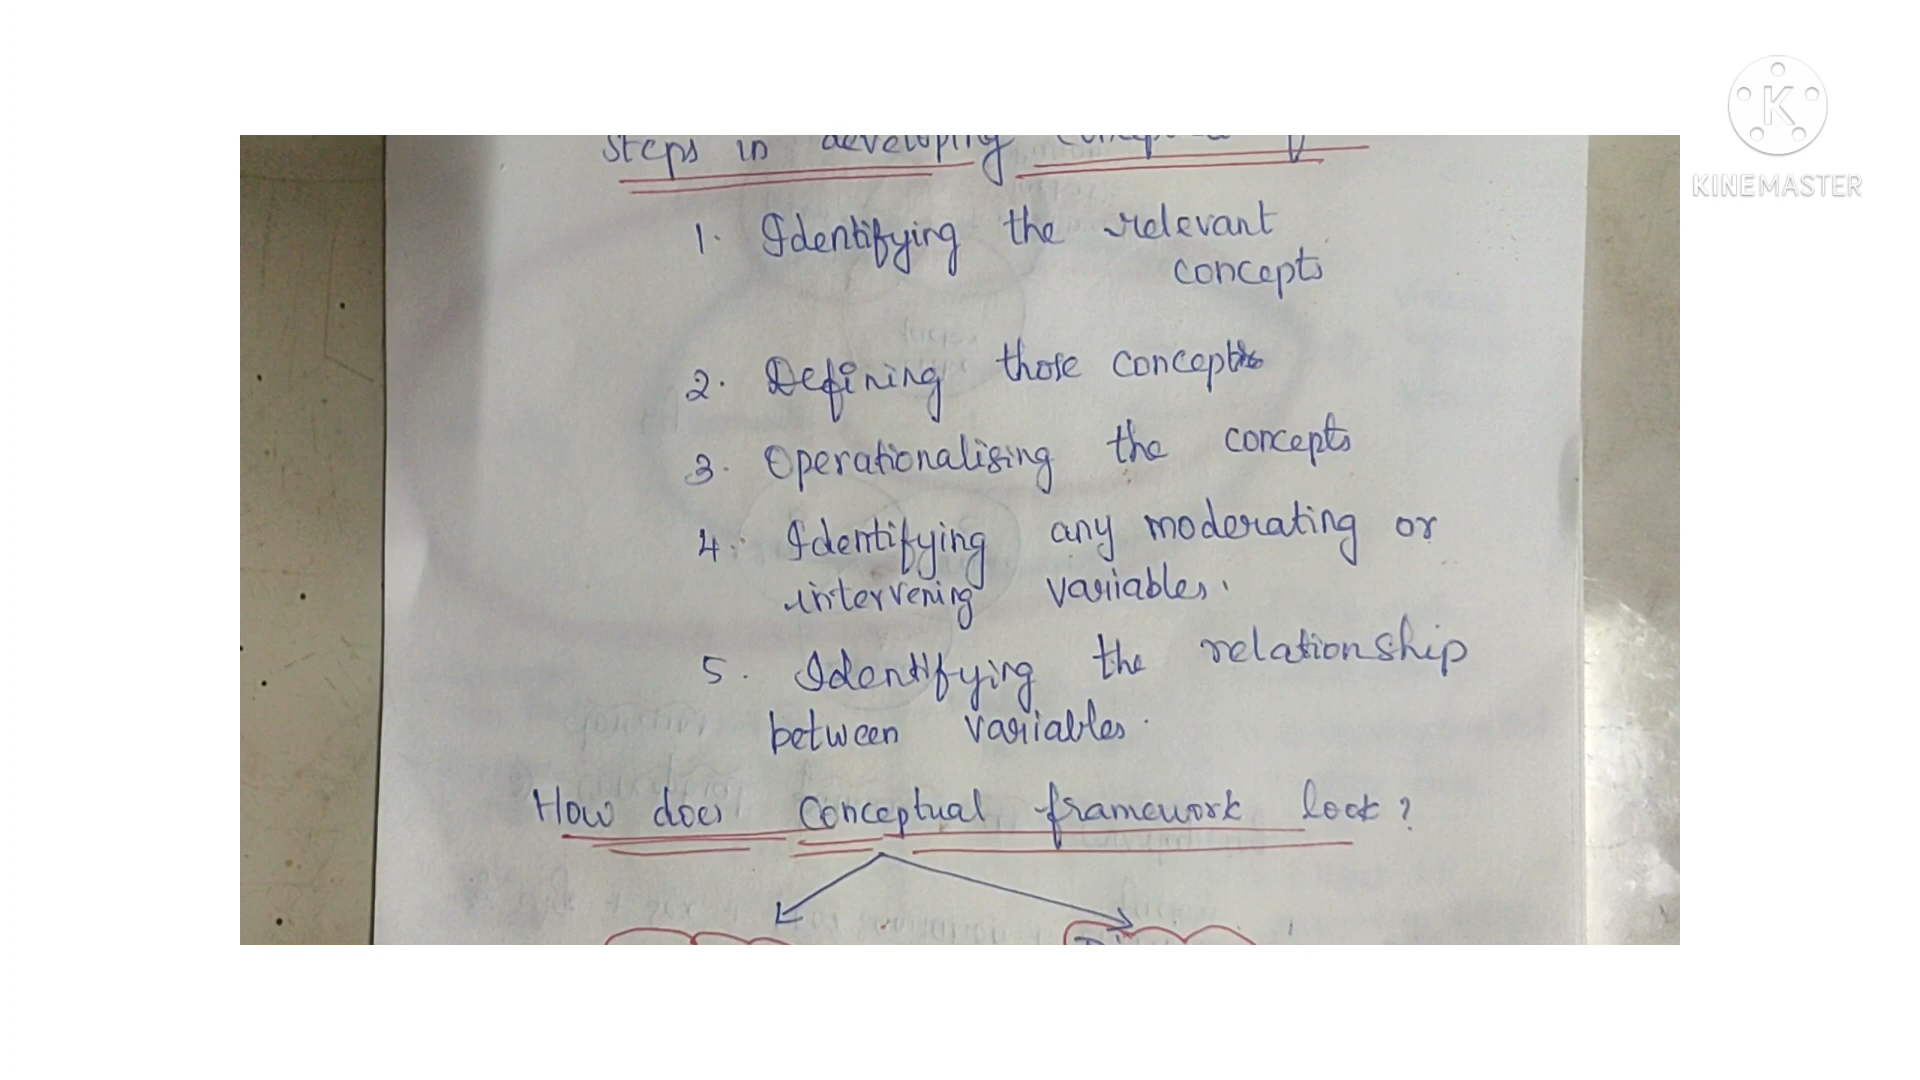 Steps in developing
1. Identifying the relevant
concepts
2. Defining those concepts
3. Operationalising the concepts
4. Identifying any moderating or
intervening variables.
5. Identifying the relationship
between variables.
How does conceptual framework look?
KINEMASTER